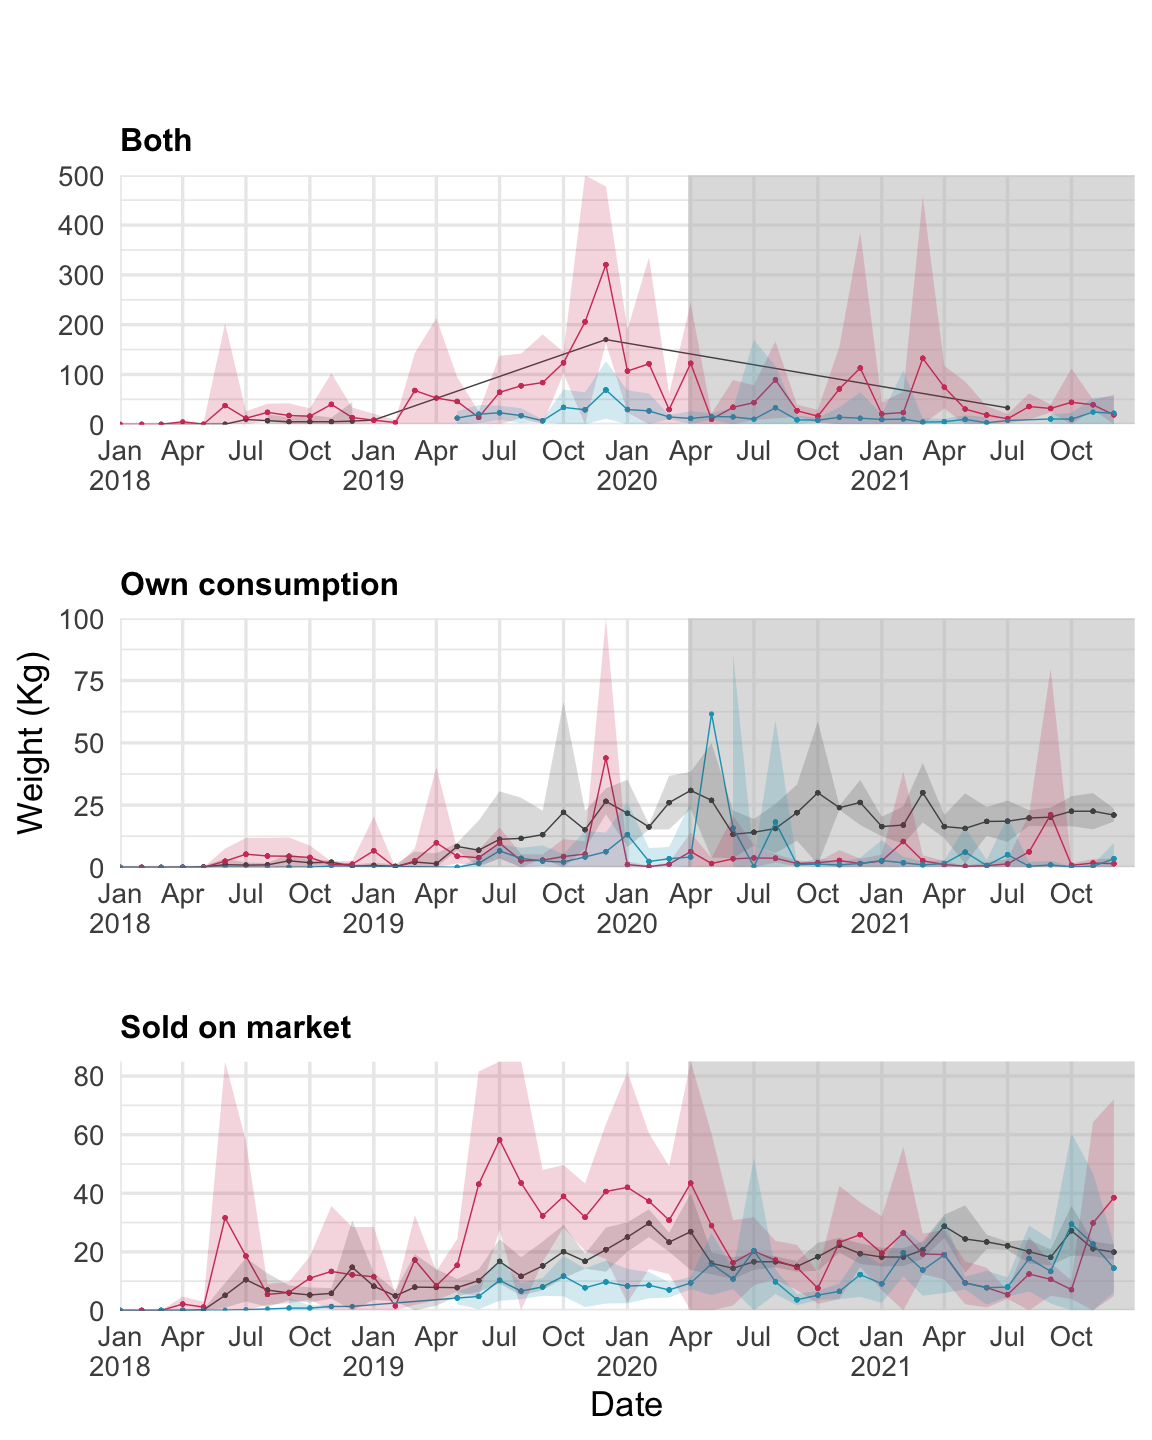 Both
500
400
300
200
100
0
Jan Apr Jul Oct Jan Apr Jul Oct Jan Apr Jul Oct Jan Apr Jul Oct
2018 2019 2020 2021
Own consumption
100
75
50
25
0
Jan Apr Jul Oct Jan Apr Jul Oct Jan Apr Jul Oct Jan Apr Jul Oct
2018 2019 2020 2021
Weight (Kg)
Sold on market
80
60
40
20
0
Jan Apr Jul Oct Jan Apr Jul Oct Jan Apr Jul Oct Jan Apr Jul Oct
2018 2019 2020 2021
Date